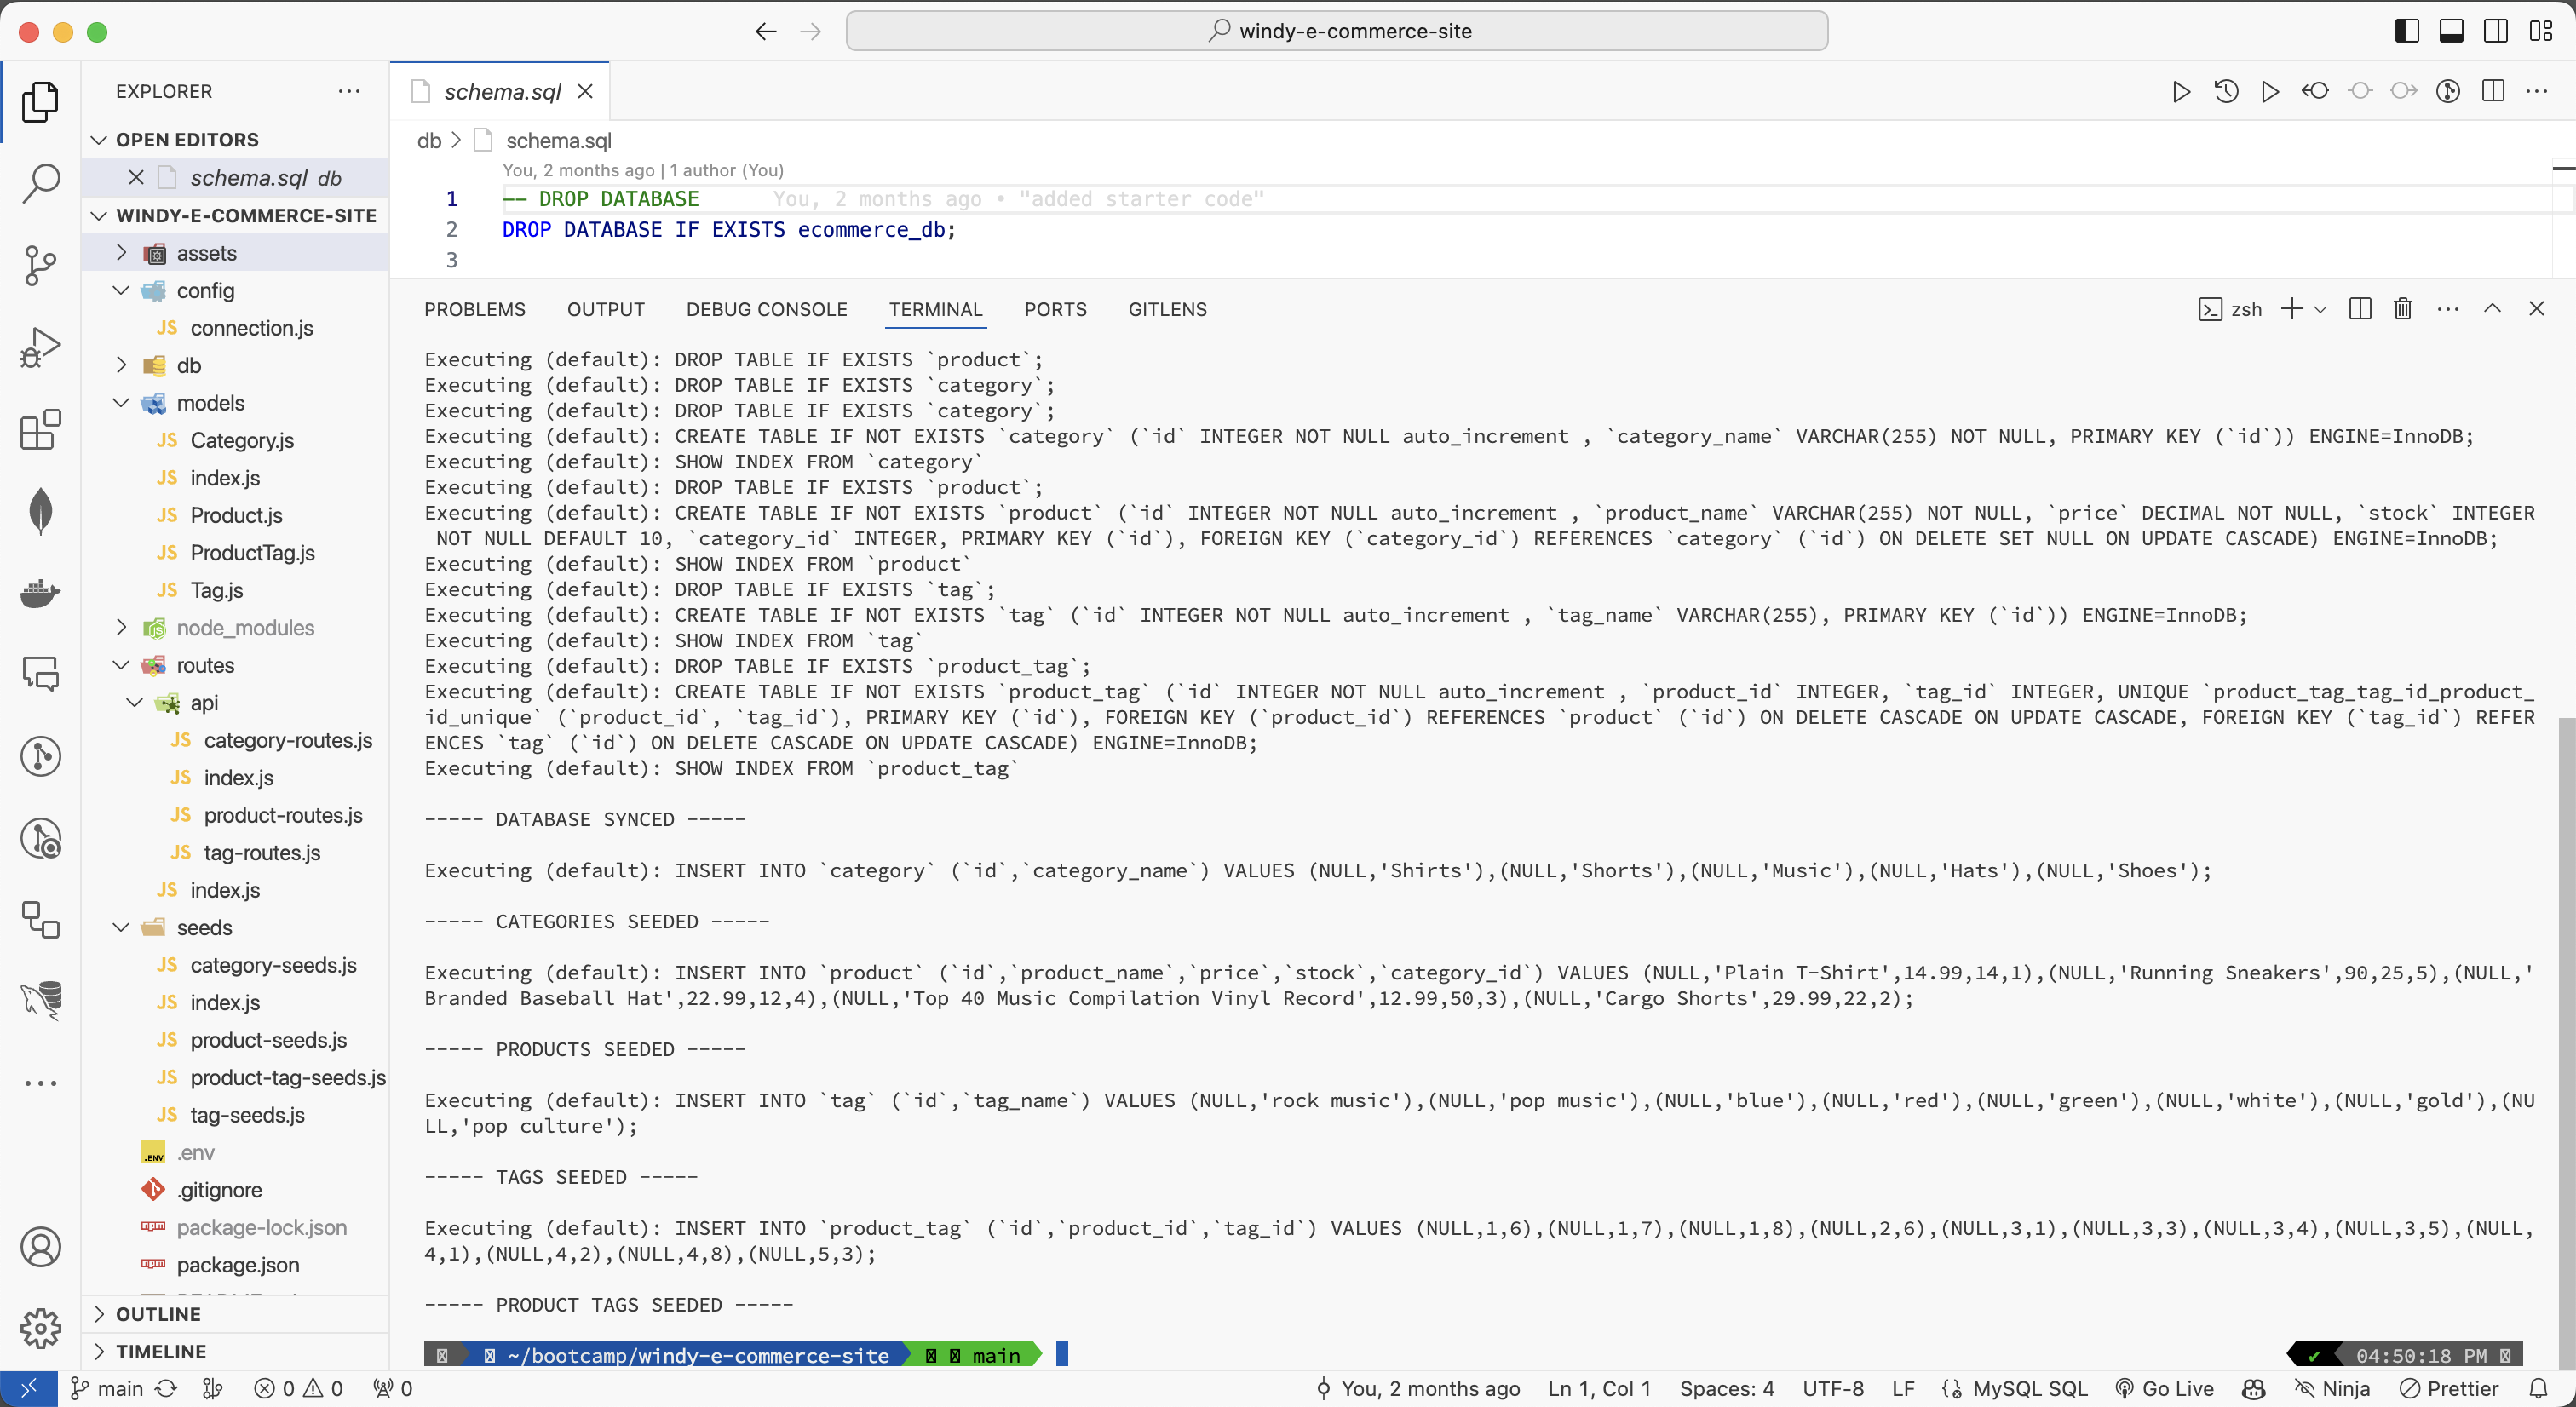 windy-e-commerce-site
EXPLORER
OPEN EDITORS
schema.sql db
WINDY-E-COMMERCE-SITE
assets
config
JS connection.js
db
models
JS Category.js
JS index.js
JS Product.js
JS ProductTag.js
JS Tag.js
node_modules
routes
api
JS category-routes.js
JS index.js
JS product-routes.js
JS tag-routes.js
JS index.js
seeds
JS category-seeds.js
JS index.js
JS product-seeds.js
JS product-tag-seeds.js
JS tag-seeds.js
.ENV .env
.gitignore
package-lock.json
package.json
OUTLINE
TIMELINE
schema.sql
db > schema.sql
You, 2 months ago | 1 author (You)
1 -- DROP DATABASE You, 2 months ago • "added starter code"
2 DROP DATABASE IF EXISTS ecommerce_db;
3
PROBLEMS OUTPUT DEBUG CONSOLE TERMINAL PORTS GITLENS
zsh
Executing (default): DROP TABLE IF EXISTS `product`;
Executing (default): DROP TABLE IF EXISTS `category`;
Executing (default): DROP TABLE IF EXISTS `category`;
Executing (default): CREATE TABLE IF NOT EXISTS `category` (`id` INTEGER NOT NULL auto_increment , `category_name` VARCHAR(255) NOT NULL, PRIMARY KEY (`id`)) ENGINE=InnoDB;
Executing (default): SHOW INDEX FROM `category`
Executing (default): DROP TABLE IF EXISTS `product`;
Executing (default): CREATE TABLE IF NOT EXISTS `product` (`id` INTEGER NOT NULL auto_increment , `product_name` VARCHAR(255) NOT NULL, `price` DECIMAL NOT NULL, `stock` INTEGER
NOT NULL DEFAULT 10, `category_id` INTEGER, PRIMARY KEY (`id`), FOREIGN KEY (`category_id`) REFERENCES `category` (`id`) ON DELETE SET NULL ON UPDATE CASCADE) ENGINE=InnoDB;
Executing (default): SHOW INDEX FROM `product`
Executing (default): DROP TABLE IF EXISTS `tag`;
Executing (default): CREATE TABLE IF NOT EXISTS `tag` (`id` INTEGER NOT NULL auto_increment , `tag_name` VARCHAR(255), PRIMARY KEY (`id`)) ENGINE=InnoDB;
Executing (default): SHOW INDEX FROM `tag`
Executing (default): DROP TABLE IF EXISTS `product_tag`;
Executing (default): CREATE TABLE IF NOT EXISTS `product_tag` (`id` INTEGER NOT NULL auto_increment , `product_id` INTEGER, `tag_id` INTEGER, UNIQUE `product_tag_tag_id_product_
id_unique` (`product_id`, `tag_id`), PRIMARY KEY (`id`), FOREIGN KEY (`product_id`) REFERENCES `product` (`id`) ON DELETE CASCADE ON UPDATE CASCADE, FOREIGN KEY (`tag_id`) REFER
ENCES `tag` (`id`) ON DELETE CASCADE ON UPDATE CASCADE) ENGINE=InnoDB;
Executing (default): SHOW INDEX FROM `product_tag`
----- DATABASE SYNCED -----
Executing (default): INSERT INTO `category` (`id`,`category_name`) VALUES (NULL,'Shirts'),(NULL,'Shorts'),(NULL,'Music'),(NULL,'Hats'),(NULL,'Shoes');
----- CATEGORIES SEEDED -----
Executing (default): INSERT INTO `product` (`id`,`product_name`,`price`,`stock`,`category_id`) VALUES (NULL,'Plain T-Shirt',14.99,14,1),(NULL,'Running Sneakers',90,25,5),(NULL,'
Branded Baseball Hat',22.99,12,4),(NULL,'Top 40 Music Compilation Vinyl Record',12.99,50,3),(NULL,'Cargo Shorts',29.99,22,2);
----- PRODUCTS SEEDED -----
Executing (default): INSERT INTO `tag` (`id`,`tag_name`) VALUES (NULL,'rock music'),(NULL,'pop music'),(NULL,'blue'),(NULL,'red'),(NULL,'green'),(NULL,'white'),(NULL,'gold'),(NU
LL,'pop culture');
----- TAGS SEEDED -----
Executing (default): INSERT INTO `product_tag` (`id`,`product_id`,`tag_id`) VALUES (NULL,1,6),(NULL,1,7),(NULL,1,8),(NULL,2,6),(NULL,3,1),(NULL,3,3),(NULL,3,4),(NULL,3,5),(NULL,
4,1),(NULL,4,2),(NULL,4,8),(NULL,5,3);
----- PRODUCT TAGS SEEDED -----
~/bootcamp/windy-e-commerce-site main ✔ 04:50:18 PM
main 0 0 0 You, 2 months ago Ln 1, Col 1 Spaces: 4 UTF-8 LF MySQL SQL Go Live Ninja Prettier